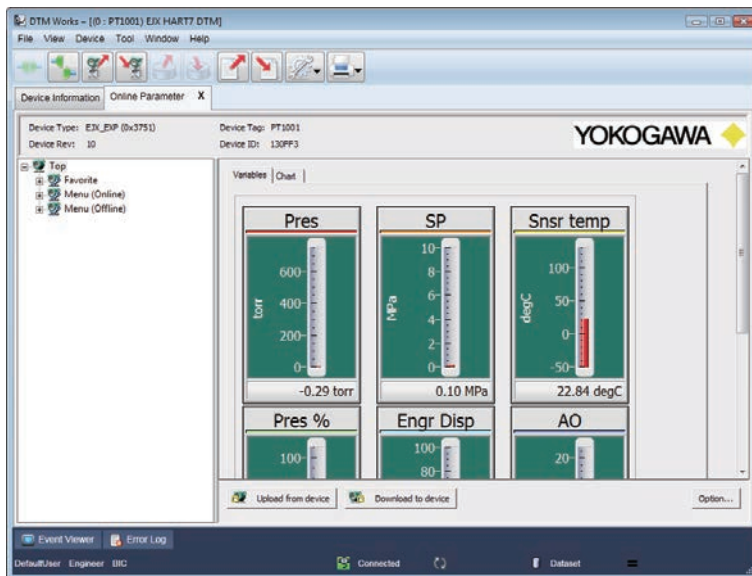 DTM Works – [(0 : PT1001) EJX HART7 DTM]
File View Device Tool Window Help
Device Information Online Parameter X
Device Type: EJX_EXP (0x3751) Device Tag: PT1001
Device Rev: 10 Device ID: 130PF3
YOKOGAWA
Top
Favorite
Menu (Online)
Menu (Offline)
Variables Chart
Pres SP Snsr temp
torr
600
400
200
0
-0.29 torr
MPa
10
8
6
4
2
0
0.10 MPa
degC
100
50
0
-50
22.84 degC
Pres % Engr Disp AO
100
100
80
20
Upload from device Download to device Option...
Event Viewer Error Log
DefaultUser Engineer Connected Dataset